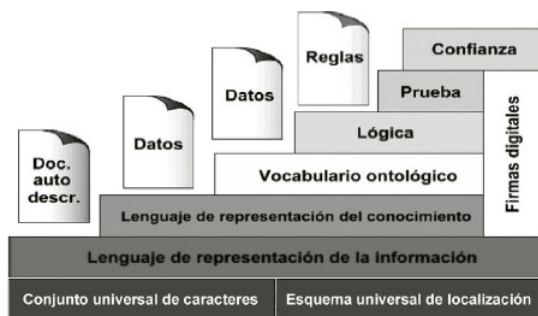 Confianza
Reglas
Prueba
Datos
Lógica
Datos
Vocabulario ontológico
Firmas digitales
Doc.
auto
descr.
Lenguaje de representación del conocimiento
Lenguaje de representación de la información
Conjunto universal de caracteres
Esquema universal de localización